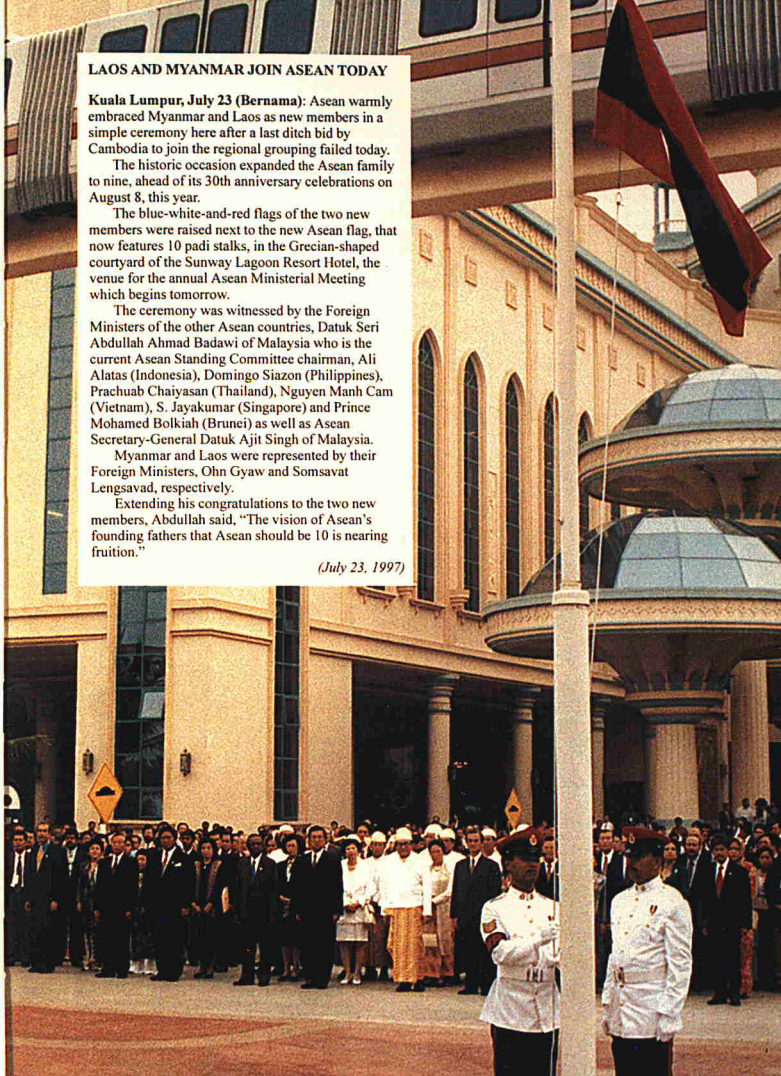 LAOS AND MYANMAR JOIN ASEAN TODAY
Kuala Lumpur, July 23 (Bernama): Asean warmly
embraced Myanmar and Laos as new members in a
simple ceremony here after a last ditch bid by
Cambodia to join the regional grouping failed today.
The historic occasion expanded the Asean family
to nine, ahead of its 30th anniversary celebrations on
August 8, this year.
The blue-white-and-red flags of the two new
members were raised next to the new Asean flag, that
now features 10 padi stalks, in the Grecian-shaped
courtyard of the Sunway Lagoon Resort Hotel, the
venue for the annual Asean Ministerial Meeting
which begins tomorrow.
The ceremony was witnessed by the Foreign
Ministers of the other Asean countries, Datuk Seri
Abdullah Ahmad Badawi of Malaysia who is the
current Asean Standing Committee chairman, Ali
Alatas (Indonesia), Domingo Siazon (Philippines),
Prachuab Chaiyasan (Thailand), Nguyen Manh Cam
(Vietnam), S. Jayakumar (Singapore) and Prince
Mohamed Bolkiah (Brunei) as well as Asean
Secretary-General Datuk Ajit Singh of Malaysia.
Myanmar and Laos were represented by their
Foreign Ministers, Ohn Gyaw and Somsavat
Lengsavad, respectively.
Extending his congratulations to the two new
members, Abdullah said, “The vision of Asean’s
founding fathers that Asean should be 10 is nearing
fruition.”
(July 23, 1997)